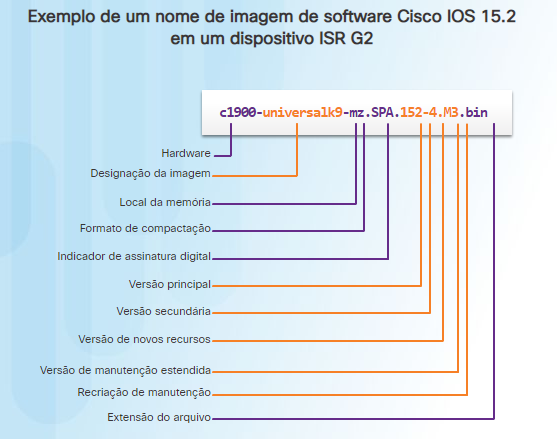 Exemplo de um nome de imagem de software Cisco IOS 15.2
em um dispositivo ISR G2
c1900-universalk9-mz.SPA.152-4.M3.bin
Hardware
Designação da imagem
Local da memória
Formato de compactação
Indicador de assinatura digital
Versão principal
Versão secundária
Versão de novos recursos
Versão de manutenção estendida
Recriação de manutenção
Extensão do arquivo